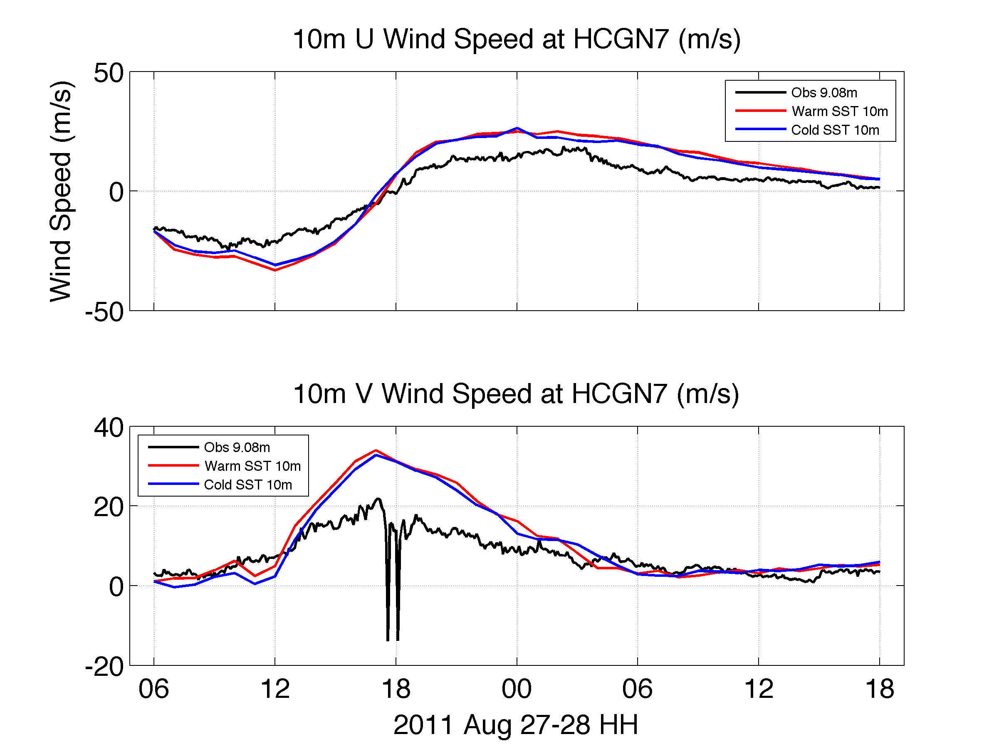 10m U Wind Speed at HCGN7 (m/s)
Wind Speed (m/s)
50
0
-50
Obs 9.08m
Warm SST 10m
Cold SST 10m
10m V Wind Speed at HCGN7 (m/s)
40
20
0
-20
Obs 9.08m
Warm SST 10m
Cold SST 10m
06 12 18 00 06 12 18
2011 Aug 27-28 HH